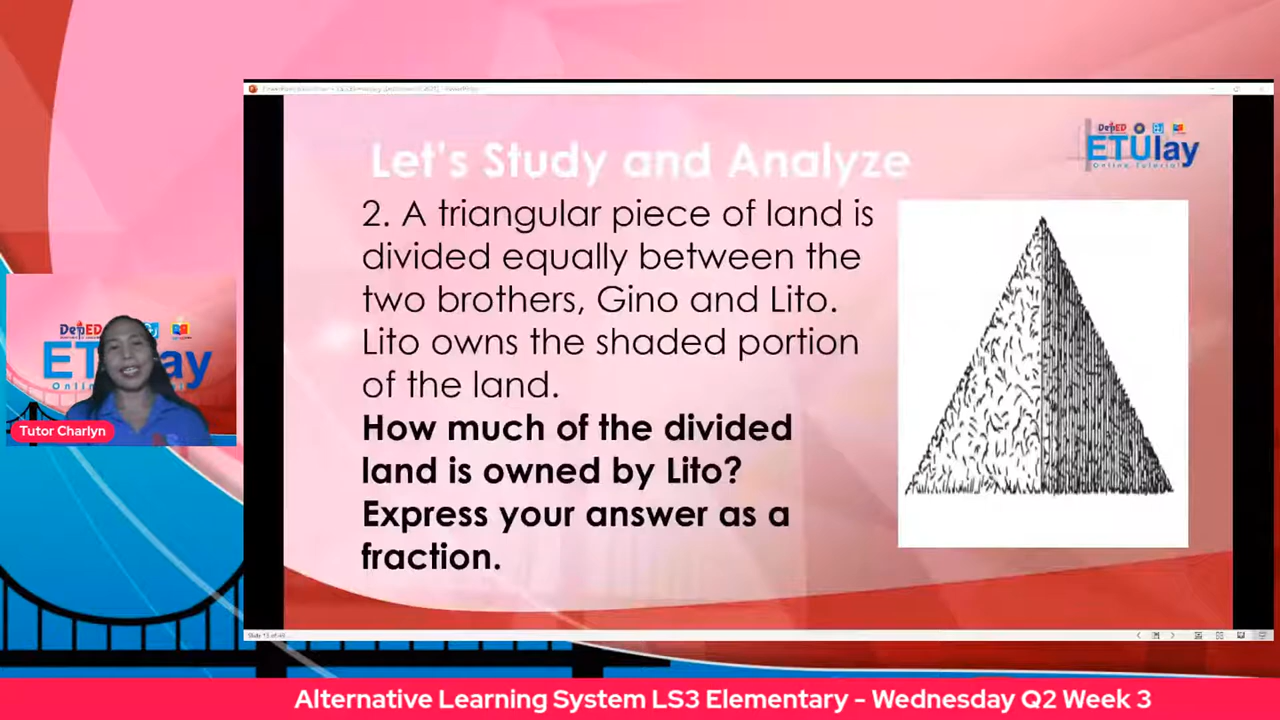 Let's Study and Analyze
DepED
ETUlay
Online Tutorial
2. A triangular piece of land is
divided equally between the
two brothers, Gino and Lito.
Lito owns the shaded portion
of the land.
How much of the divided
land is owned by Lito?
Express your answer as a
fraction.
DepED
Tutor Charlyn
Alternative Learning System LS3 Elementary - Wednesday Q2 Week 3